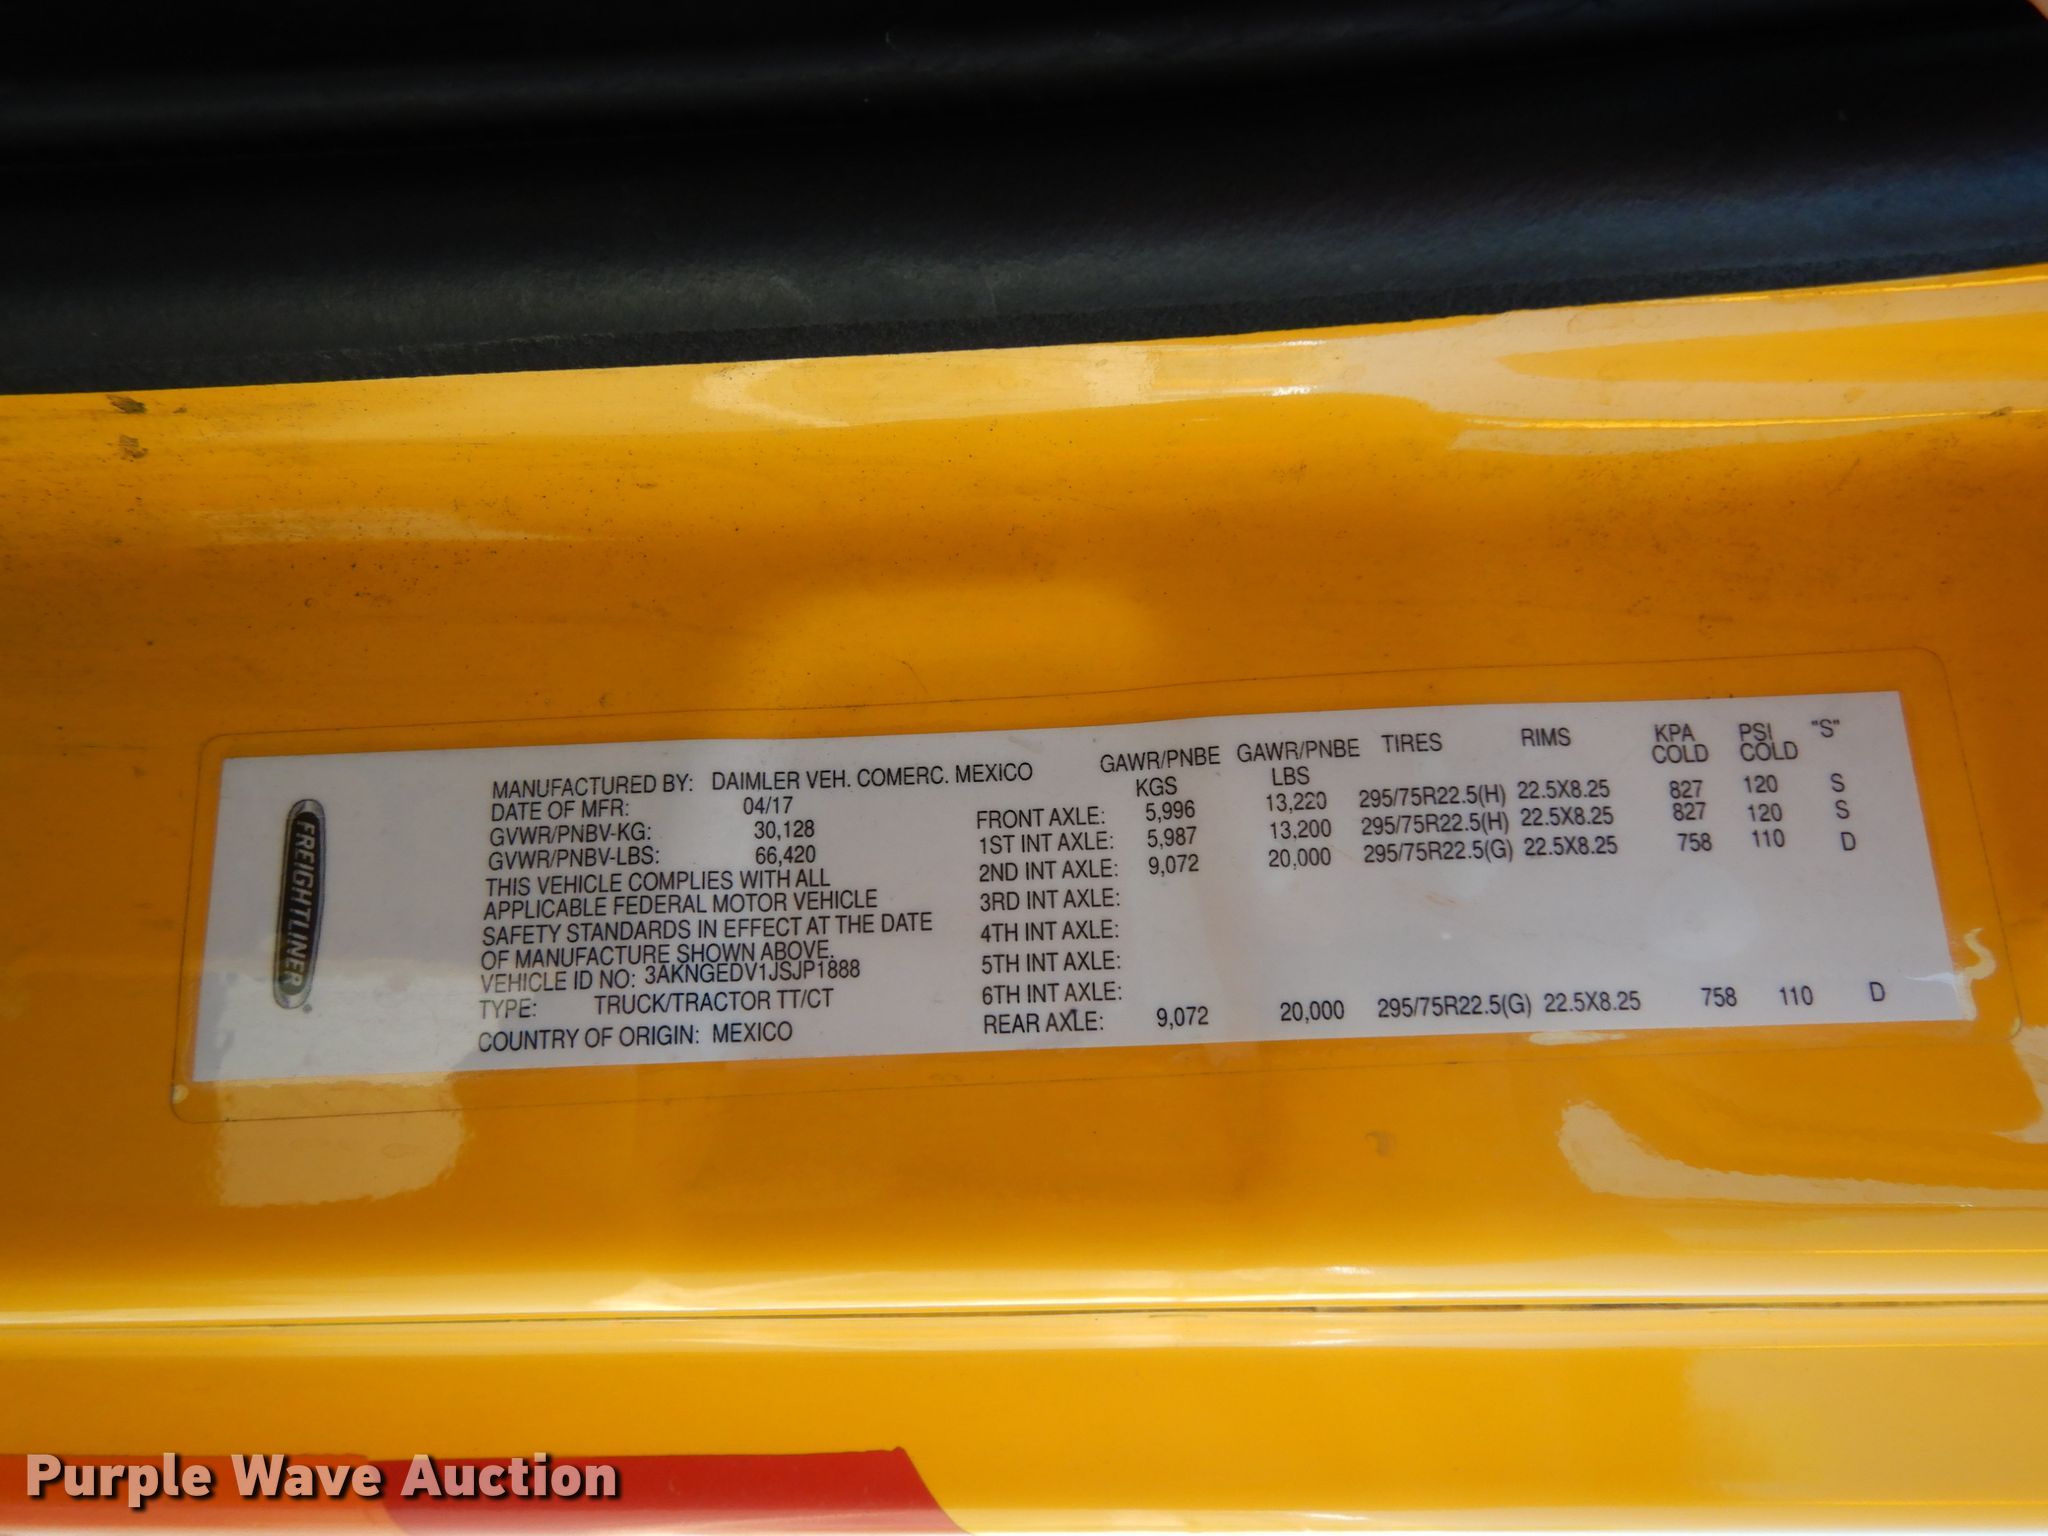 FREIGHTLINER
MANUFACTURED BY: DAIMLER VEH. COMERC. MEXICO
DATE OF MFR: 04/17
GVWR/PNBV-KG: 30,128
GVWR/PNBV-LBS: 66,420
THIS VEHICLE COMPLIES WITH ALL
APPLICABLE FEDERAL MOTOR VEHICLE
SAFETY STANDARDS IN EFFECT AT THE DATE
OF MANUFACTURE SHOWN ABOVE.
VEHICLE ID NO: 3AKNGEDV1JSJP1888
TYPE: TRUCK/TRACTOR TT/CT
COUNTRY OF ORIGIN: MEXICO
GAWR/PNBE GAWR/PNBE TIRES RIMS KPA PSI "S"
KGS LBS COLD COLD
FRONT AXLE: 5,996 13,220 295/75R22.5(H) 22.5X8.25 827 120 S
1ST INT AXLE: 5,987 13,200 295/75R22.5(H) 22.5X8.25 827 120 S
2ND INT AXLE: 9,072 20,000 295/75R22.5(G) 22.5X8.25 758 110 D
3RD INT AXLE:
4TH INT AXLE:
5TH INT AXLE:
6TH INT AXLE:
REAR AXLE: 9,072 20,000 295/75R22.5(G) 22.5X8.25 758 110 D
Purple Wave Auction